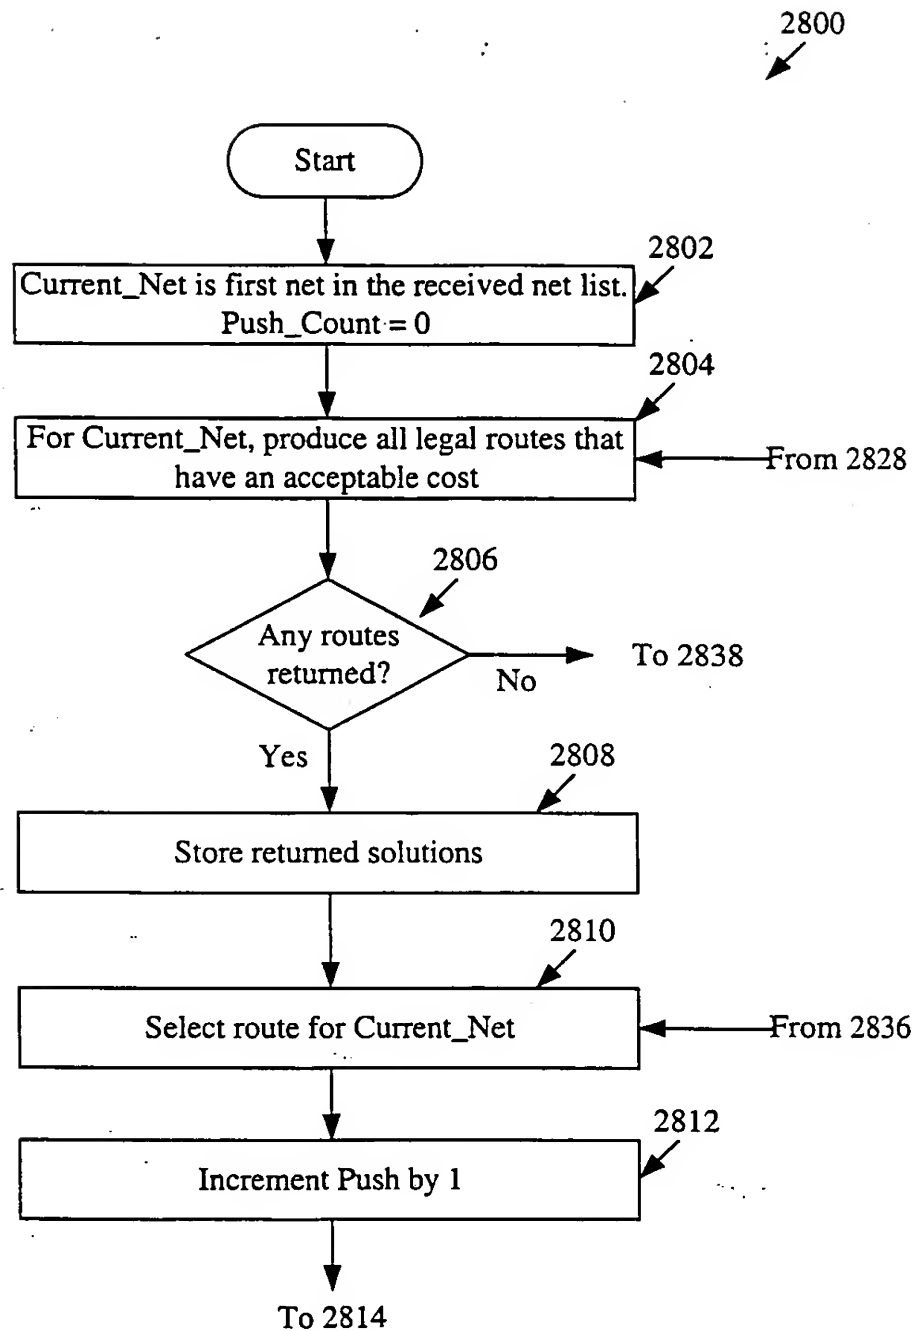 2800
Start
2802
Current_Net is first net in the received net list.
Push_Count = 0
2804
For Current_Net, produce all legal routes that
have an acceptable cost
From 2828
2806
Any routes
returned?
No
To 2838
Yes
2808
Store returned solutions
2810
Select route for Current_Net
From 2836
2812
Increment Push by 1
To 2814